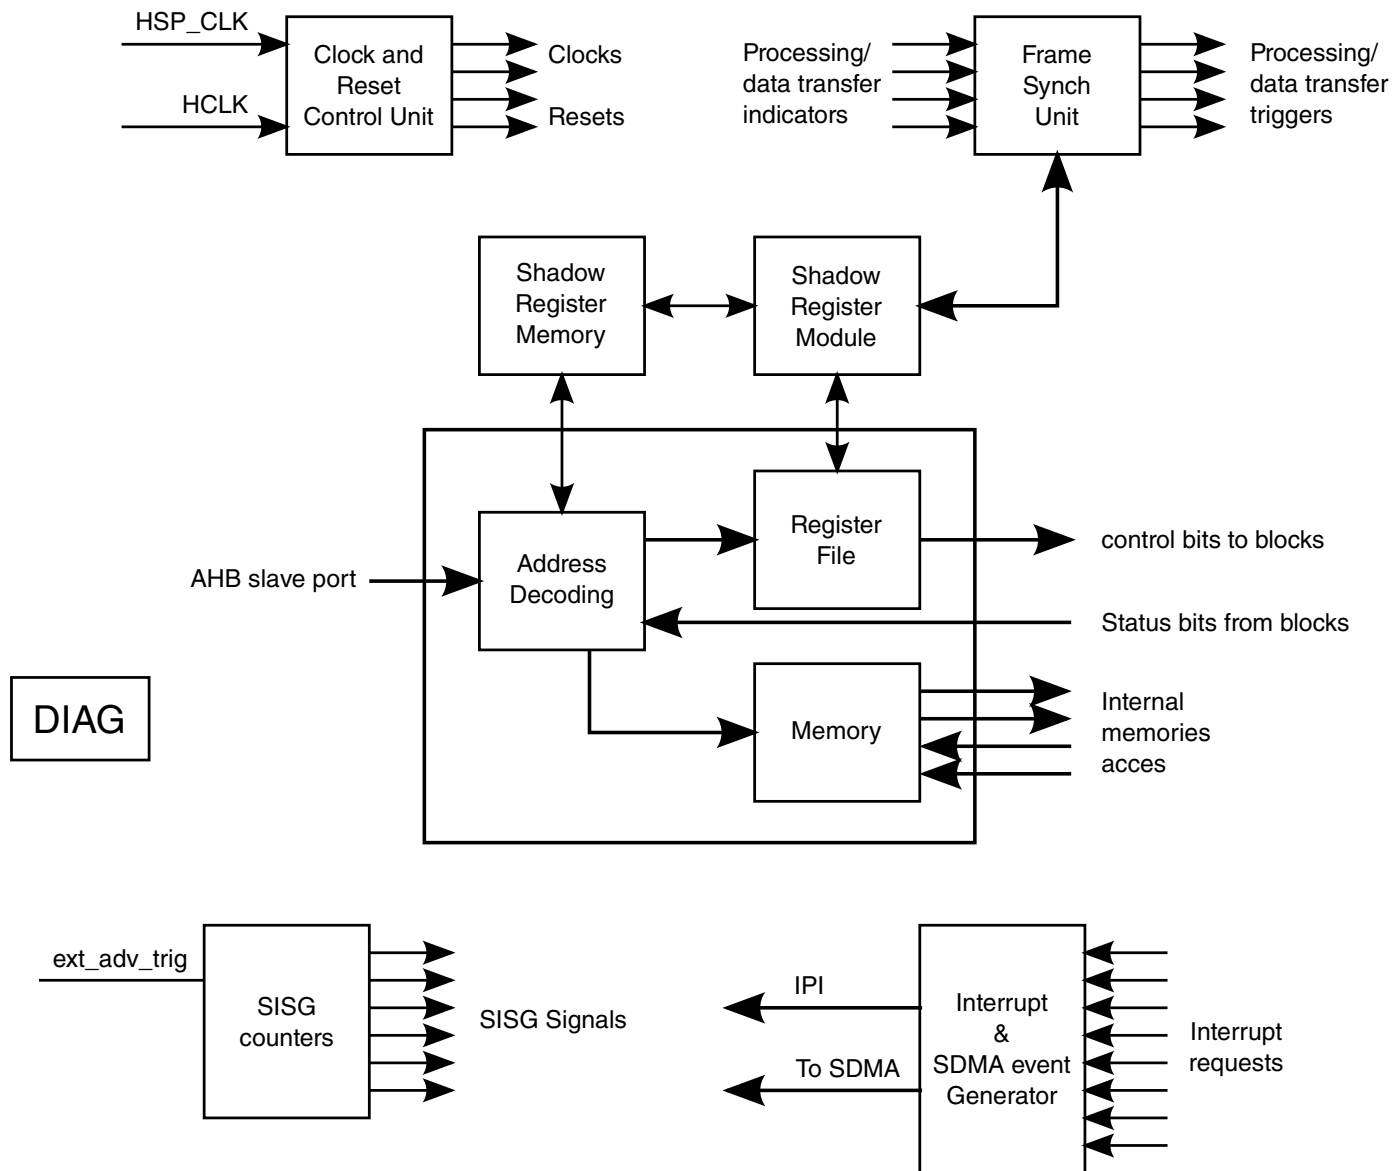 HSP_CLK
HCLK
Clock and
Reset
Control Unit
Clocks
Resets
Processing/
data transfer
indicators
Frame
Synch
Unit
Processing/
data transfer
triggers
Shadow
Register
Memory
Shadow
Register
Module
AHB slave port
Address
Decoding
Register
File
control bits to blocks
Status bits from blocks
Memory
Internal
memories
acces
DIAG
ext_adv_trig
SISG
counters
SISG Signals
IPI
To SDMA
Interrupt
&
SDMA event
Generator
Interrupt
requests